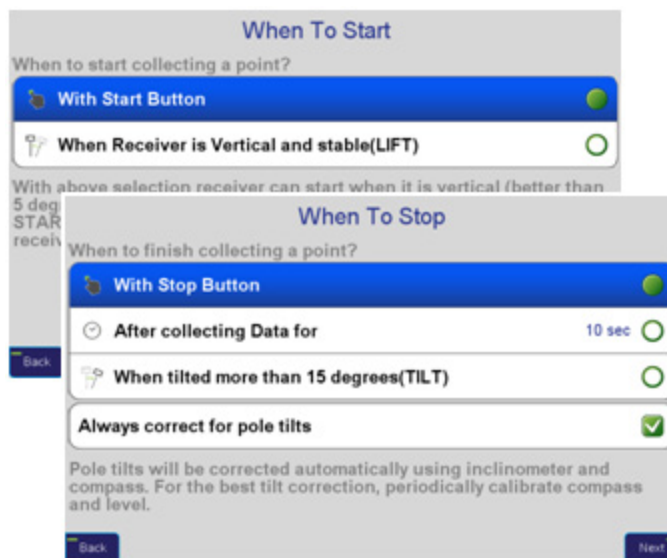 When To Start
When to start collecting a point?
With Start Button
When Receiver is Vertical and stable(LIFT)
With above selection receiver can start when it is vertical (better than
5 deg
STAR
receiv
Back
When To Stop
When to finish collecting a point?
With Stop Button
After collecting Data for 10 sec
When tilted more than 15 degrees(TILT)
Always correct for pole tilts
Pole tilts will be corrected automatically using inclinometer and
compass. For the best tilt correction, periodically calibrate compass
and level.
Back Next